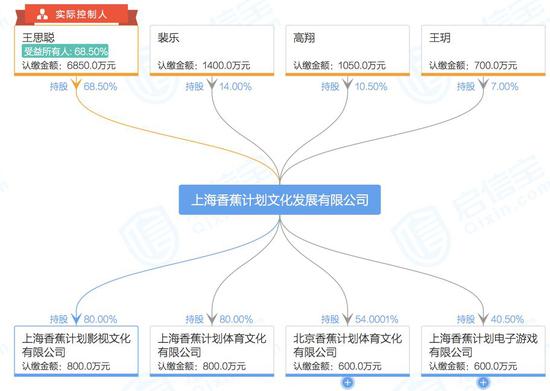 实际控制人
王思聪
受益所有人：68.50%
认缴金额：6850.0万元
裴乐
认缴金额：1400.0万元
高翔
认缴金额：1050.0万元
王玥
认缴金额：700.0万元
持股 68.50%
持股 14.00%
持股 10.50%
持股 7.00%
上海香蕉计划文化发展有限公司
持股 80.00%
持股 80.00%
持股 54.0001%
持股 40.50%
上海香蕉计划影视文化
有限公司
认缴金额：800.0万元
上海香蕉计划体育文化
有限公司
认缴金额：800.0万元
北京香蕉计划体育文化
有限公司
认缴金额：600.0万元
上海香蕉计划电子游戏
有限公司
认缴金额：600.0万元
启信宝
Qixin.com